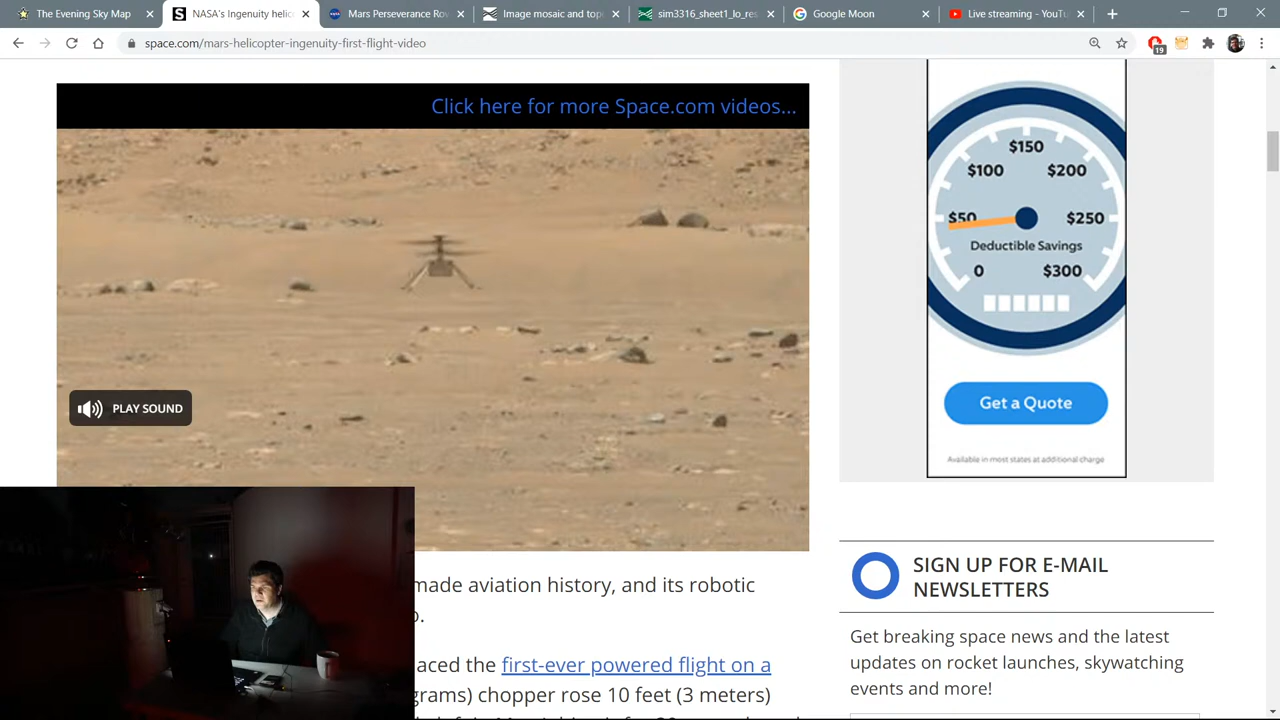 The Evening Sky Map
NASA's Ingenuity helic
Mars Perseverance Ro
Image mosaic and top
sim3316_sheet1_lo_res
Google Moon
Live streaming - YouTu
space.com/mars-helicopter-ingenuity-first-flight-video
19
Click here for more Space.com videos...
PLAY SOUND
made aviation history, and its robotic
o.
aced the first-ever powered flight on a
grams) chopper rose 10 feet (3 meters)
$150
$100
$200
$50
$250
Deductible Savings
0
$300
Get a Quote
Available in most states at additional charge
SIGN UP FOR E-MAIL
NEWSLETTERS
Get breaking space news and the latest
updates on rocket launches, skywatching
events and more!